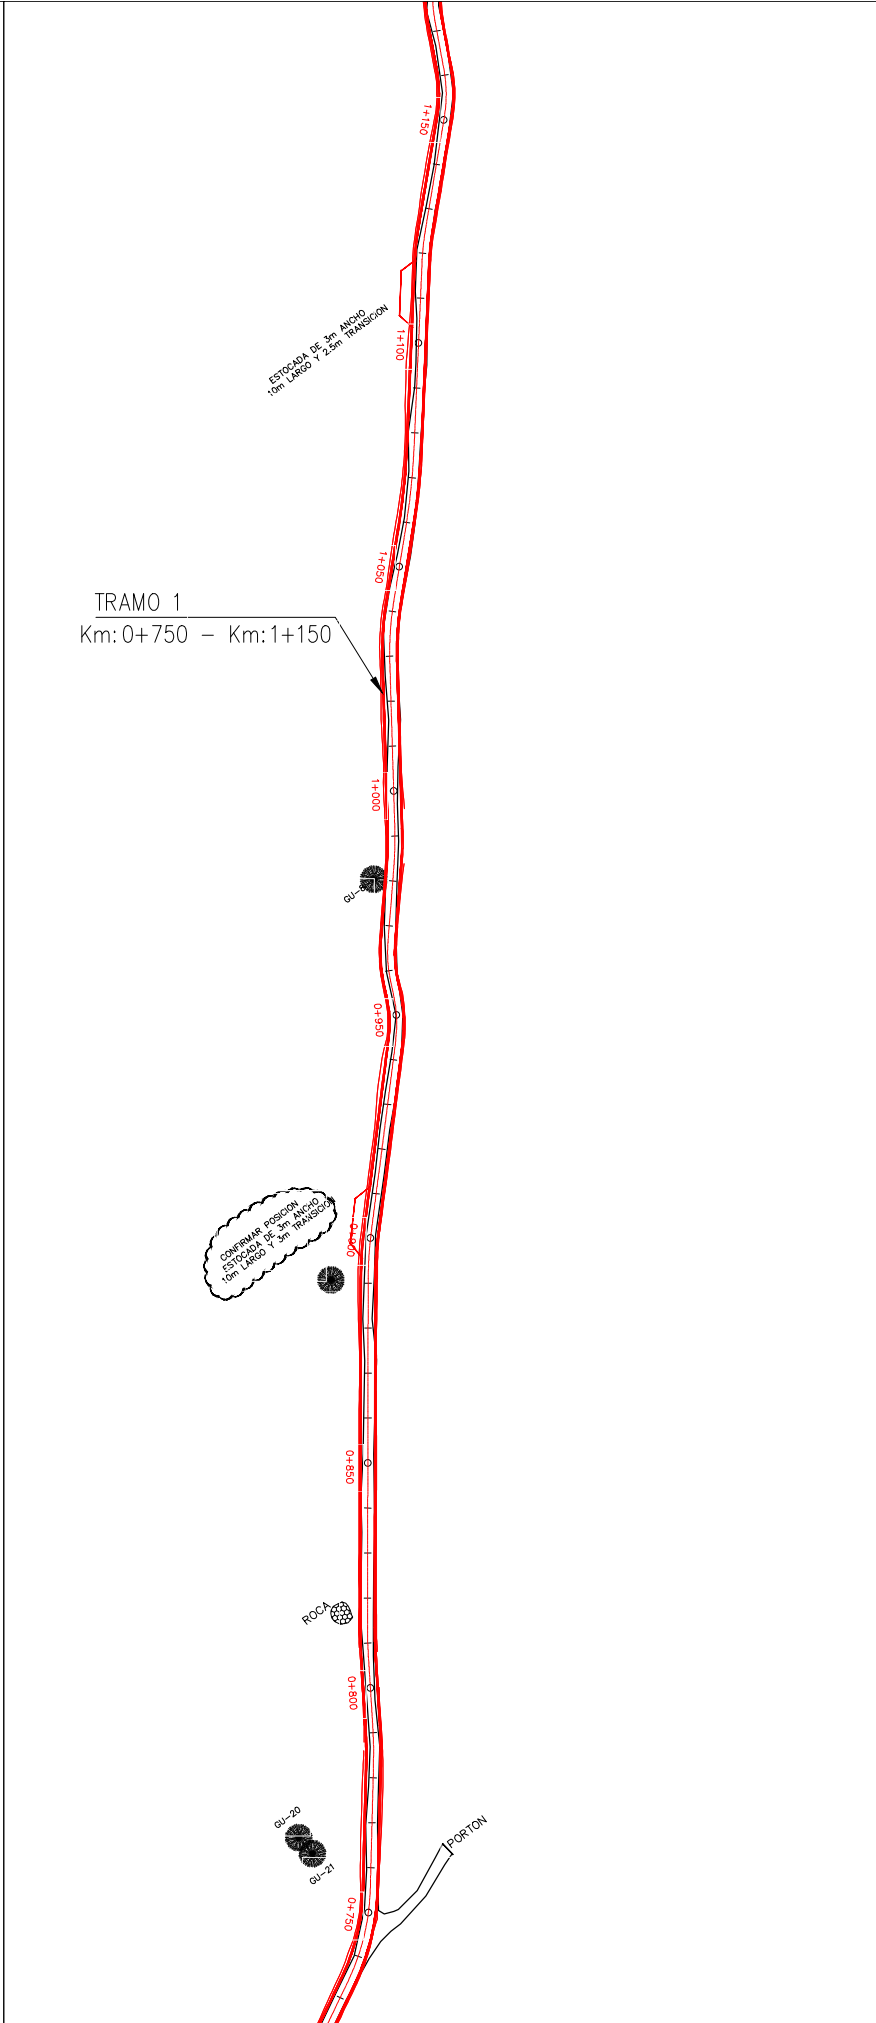 1+150
ESTOCADA DE 3m ANCHO
10m LARGO Y 2.5m TRANSICION
1+100
1+050
TRAMO 1
Km:0+750 - Km:1+150
1+000
0+950
CONFIRMAR POSICION
ESTOCADA DE 3m ANCHO
10m LARGO Y 3m TRANSICION
0+900
0+850
ROCA
0+800
GU-20
GU-21
PORTON
0+750